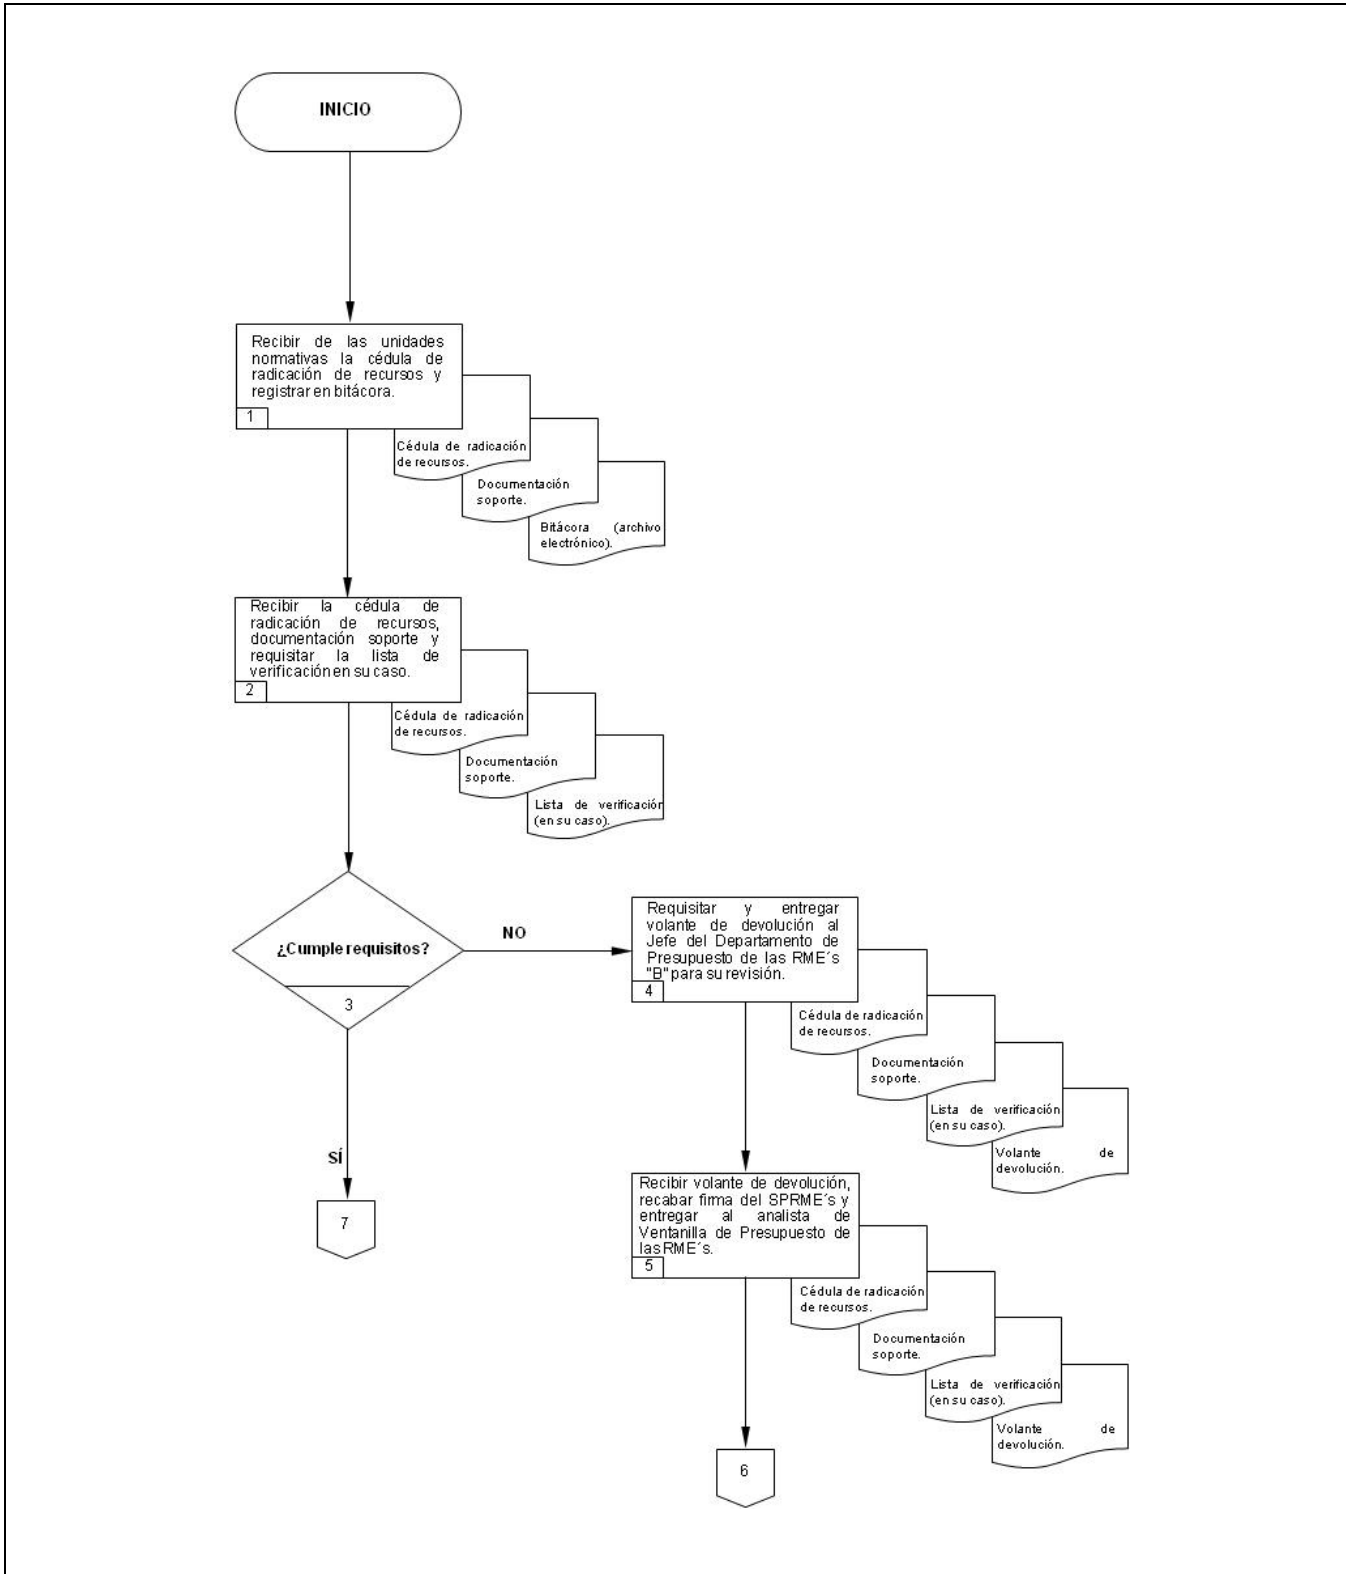 INICIO
Recibir de las unidades
normativas la cédula de
radicación de recursos y
registrar en bitácora.
1
Cédula de radicación
de recursos.
Documentación
soporte.
Bitácora (archivo
electrónico).
Recibir la cédula de
radicación de recursos,
documentación soporte y
requisitar la lista de
verificación en su caso.
2
Cédula de radicación
de recursos.
Documentación
soporte.
Lista de verificación
(en su caso).
¿Cumple requisitos?
3
NO
SÍ
7
Requisitar y entregar
volante de devolución al
Jefe del Departamento de
Presupuesto de las RME´s
"B" para su revisión.
4
Cédula de radicación
de recursos.
Documentación
soporte.
Lista de verificación
(en su caso).
Volante de
devolución.
Recibir volante de devolución,
recabar firma del SPRME´s y
entregar al analista de
Ventanilla de Presupuesto de
las RME´s.
5
Cédula de radicación
de recursos.
Documentación
soporte.
Lista de verificación
(en su caso).
Volante de
devolución.
6